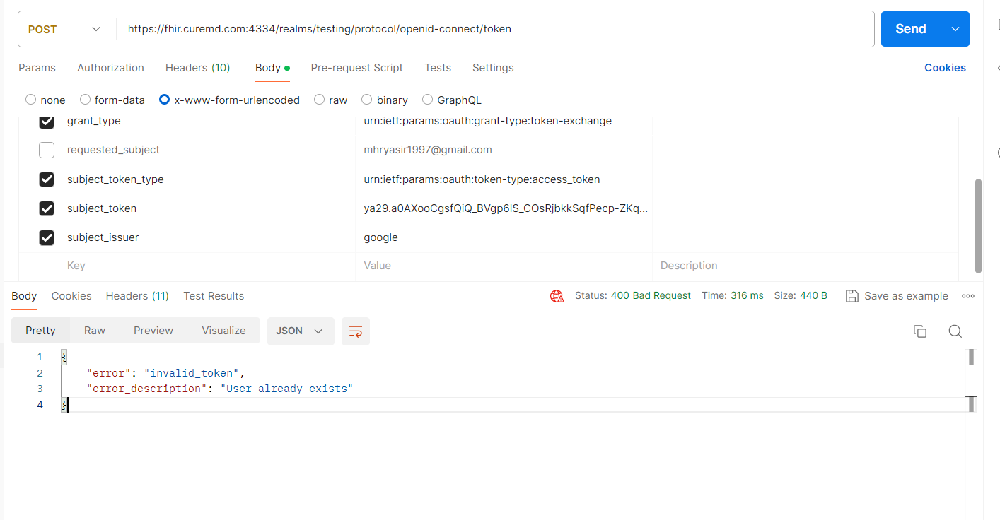 POST https://fhir.curemd.com:4334/realms/testing/protocol/openid-connect/token Send
Params Authorization Headers (10) Body Pre-request Script Tests Settings Cookies
none form-data x-www-form-urlencoded raw binary GraphQL
grant_type urn:ietf:params:oauth:grant-type:token-exchange
requested_subject mhryasir1997@gmail.com
subject_token_type urn:ietf:params:oauth:token-type:access_token
subject_token ya29.a0AXooCgsfQiQ_BVgp6lS_COsRjbkkSqfPecp-ZKq...
subject_issuer google
Key Value Description
Body Cookies Headers (11) Test Results Status: 400 Bad Request Time: 316 ms Size: 440 B Save as example
Pretty Raw Preview Visualize JSON
1 {
2 "error": "invalid_token",
3 "error_description": "User already exists"
4 }